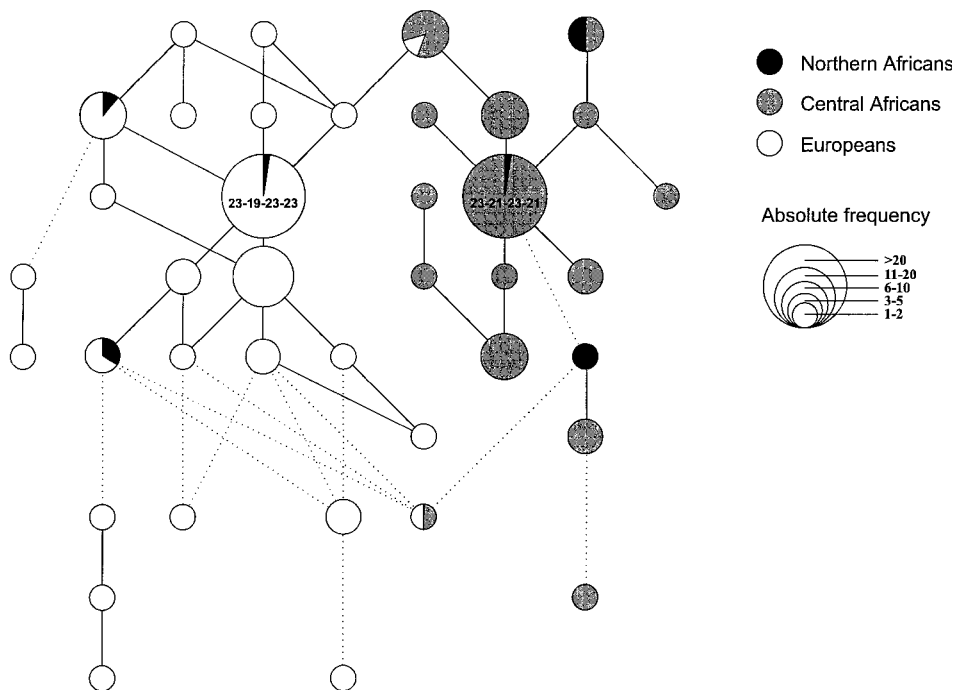 Northern Africans
Central Africans
Europeans
23-19-23-23
23-21-23-21
Absolute frequency
>20
11-20
6-10
3-5
1-2